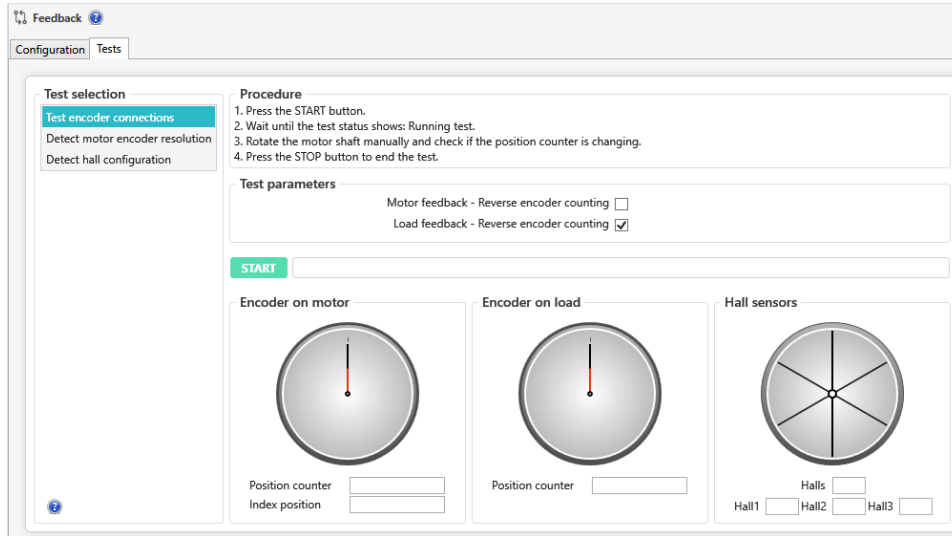 Feedback
Configuration Tests
Test selection
Test encoder connections
Detect motor encoder resolution
Detect hall configuration
Procedure
1. Press the START button.
2. Wait until the test status shows: Running test.
3. Rotate the motor shaft manually and check if the position counter is changing.
4. Press the STOP button to end the test.
Test parameters
Motor feedback - Reverse encoder counting
Load feedback - Reverse encoder counting
START
Encoder on motor
Position counter
Index position
Encoder on load
Position counter
Hall sensors
Halls
Hall1 Hall2 Hall3